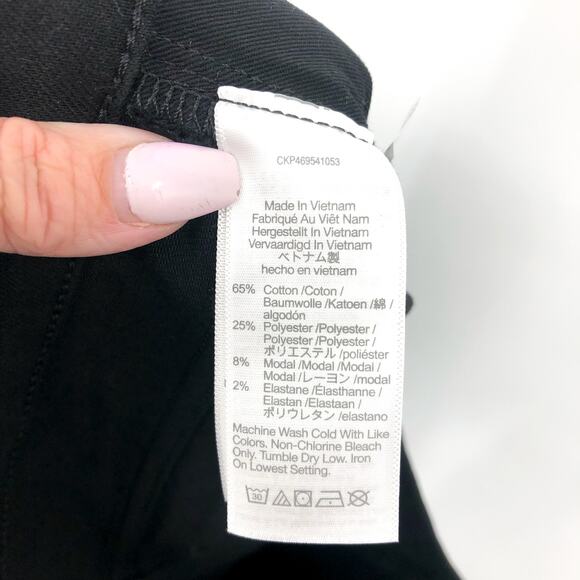 CKP469541053
Made In Vietnam
Fabriqué Au Viêt Nam
Hergestellt In Vietnam
Vervaardigd In Vietnam
ベトナム製
hecho en vietnam
65% Cotton /Coton /
Baumwolle /Katoen /綿 /
algodón
25% Polyester /Polyester /
Polyester /Polyester /
ポリエステル /poliéster
8% Modal /Modal /Modal /
Modal /レーヨン /modal
2% Elastane /Élasthanne /
Elastan /Elastaan /
ポリウレタン /elastano
Machine Wash Cold With Like
Colors. Non-Chlorine Bleach
Only. Tumble Dry Low. Iron
On Lowest Setting.
30